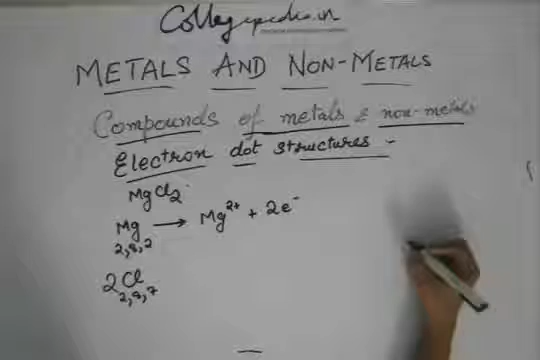 Collegepedia.in
METALS AND NON-METALS
Compounds of metals & non-metals
Electron dot structures -
MgCl2
Mg → Mg2+ + 2e-
2,8,2
2Cl
2,8,7